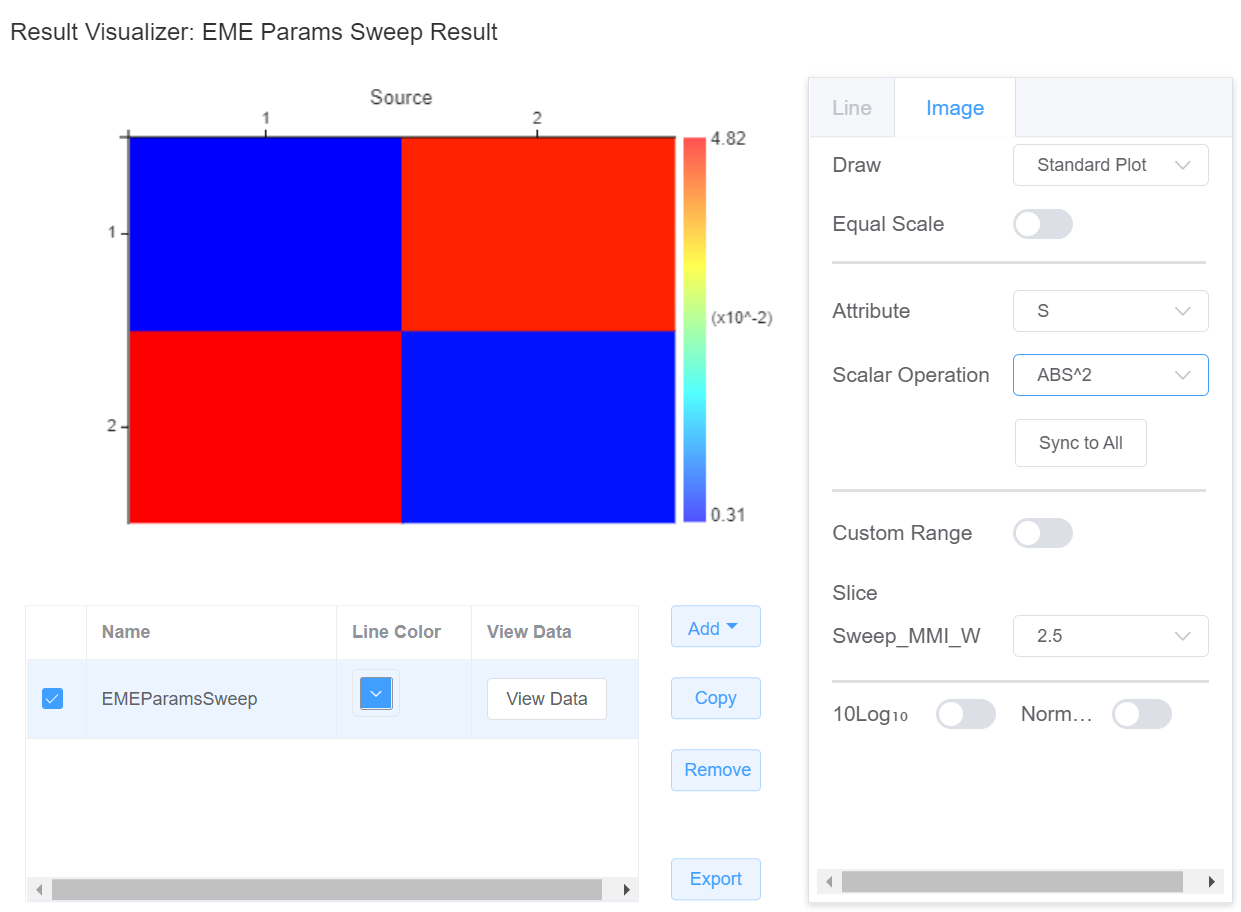 Result Visualizer: EME Params Sweep Result
Source
1
2
1
2
4.82
(x10^-2)
0.31
Line
Image
Draw
Standard Plot
Equal Scale
Attribute
S
Scalar Operation
ABS^2
Sync to All
Custom Range
Slice
Sweep_MMI_W
2.5
10Log10
Norm...
Name
Line Color
View Data
EMEParamsSweep
View Data
Add
Copy
Remove
Export